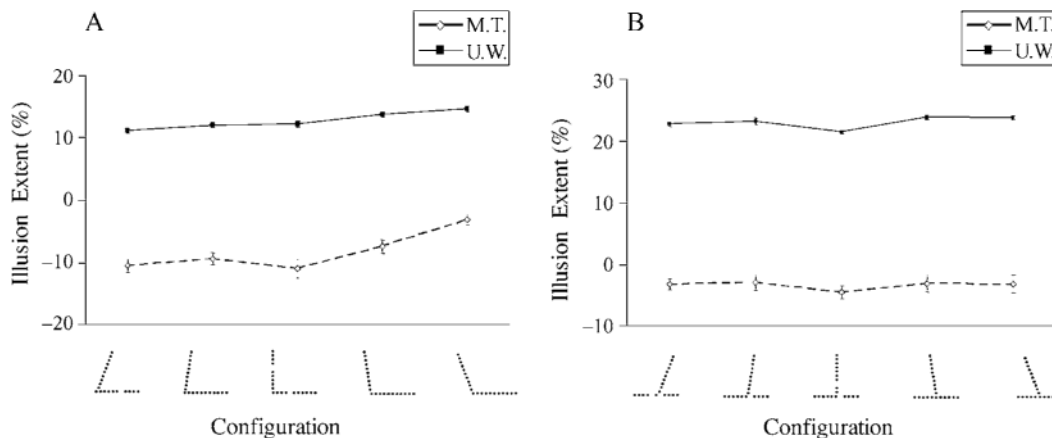 A
M.T.
U.W.
20
10
0
–10
–20
Illusion Extent (%)
Configuration
B
M.T.
U.W.
30
20
10
0
–10
Illusion Extent (%)
Configuration